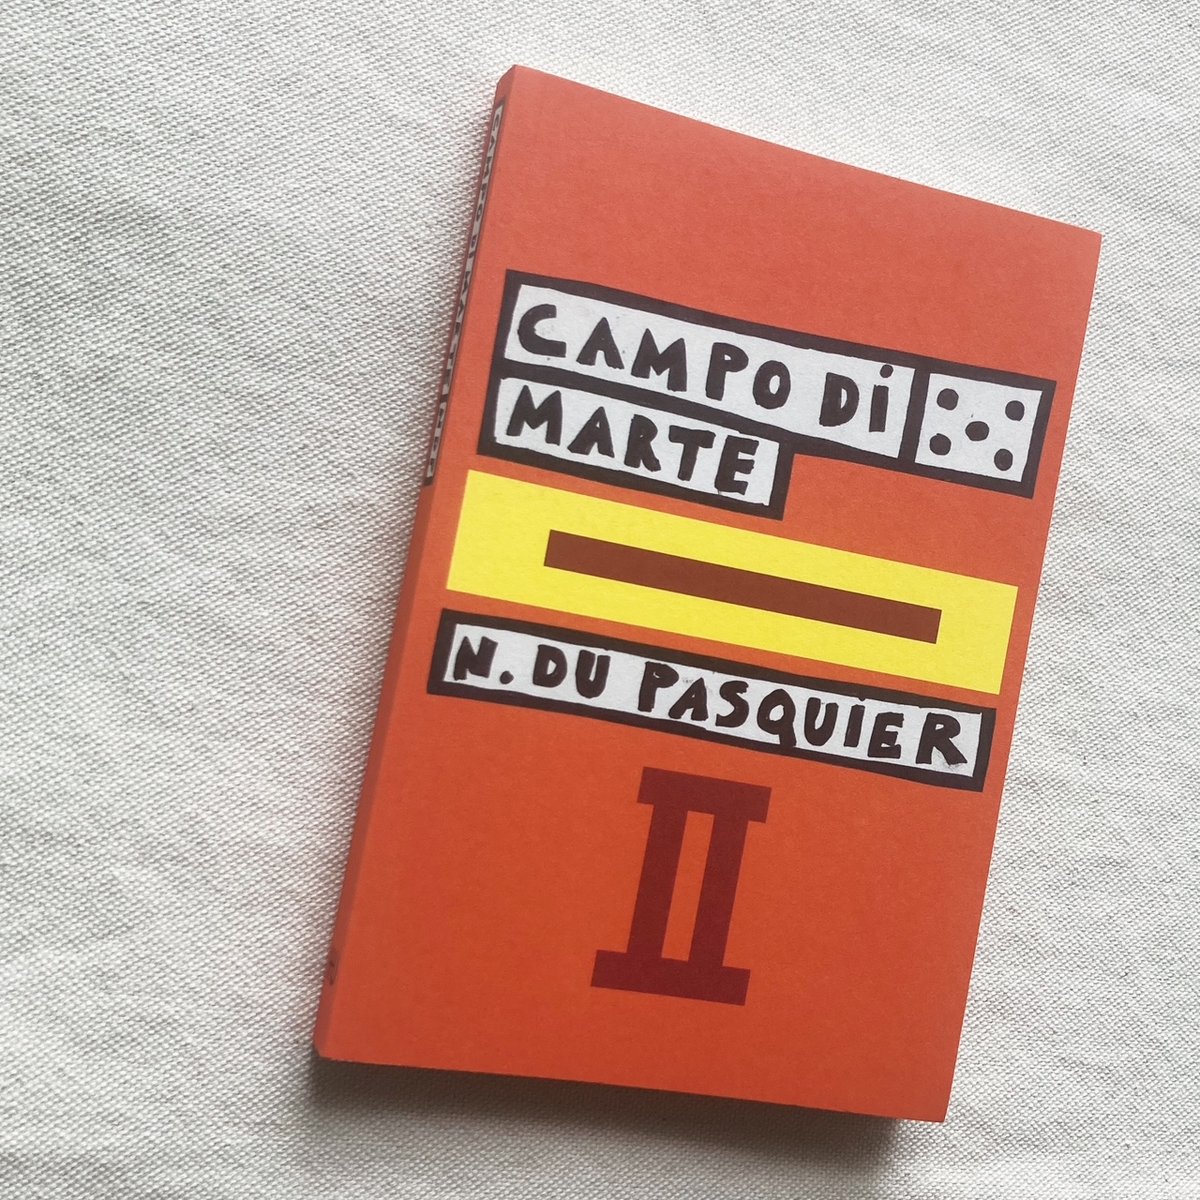 CAMPO Di
MARTE
N. DU PASQUiER
II